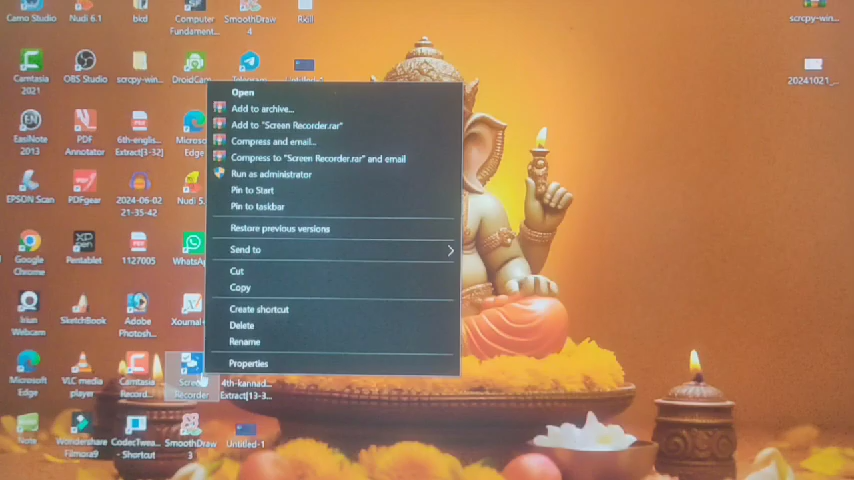 Camo Studio
Nudi 6.1
bkd
Computer
Fundament...
SmoothDraw
4
Rkill
scrcpy-win...
Camtasia
2021
OBS Studio
scrcpy-win...
DroidCam
Telegram
20241021_...
EasiNote
2013
PDF
Annotator
6th-englis...
Extract[3-32]
Microso
Edge
EPSON Scan
PDFgear
2024-06-02
21-35-42
Nudi 5.
Google
Chrome
Pentablet
1127005
WhatsAp
Iriun
Webcam
SketchBook
Adobe
Photosh...
Xournal
Microsoft
Edge
VLC media
player
Camtasia
Record...
Screen
Recorder
4th-kannad...
Extract[13-3...
Note
Wondershare
Filmora9
CodecTwea...
- Shortcut
SmoothDraw
3
Untitled-1
Open
Add to archive...
Add to "Screen Recorder.rar"
Compress and email...
Compress to "Screen Recorder.rar" and email
Run as administrator
Pin to Start
Pin to taskbar
Restore previous versions
Send to
Cut
Copy
Create shortcut
Delete
Rename
Properties